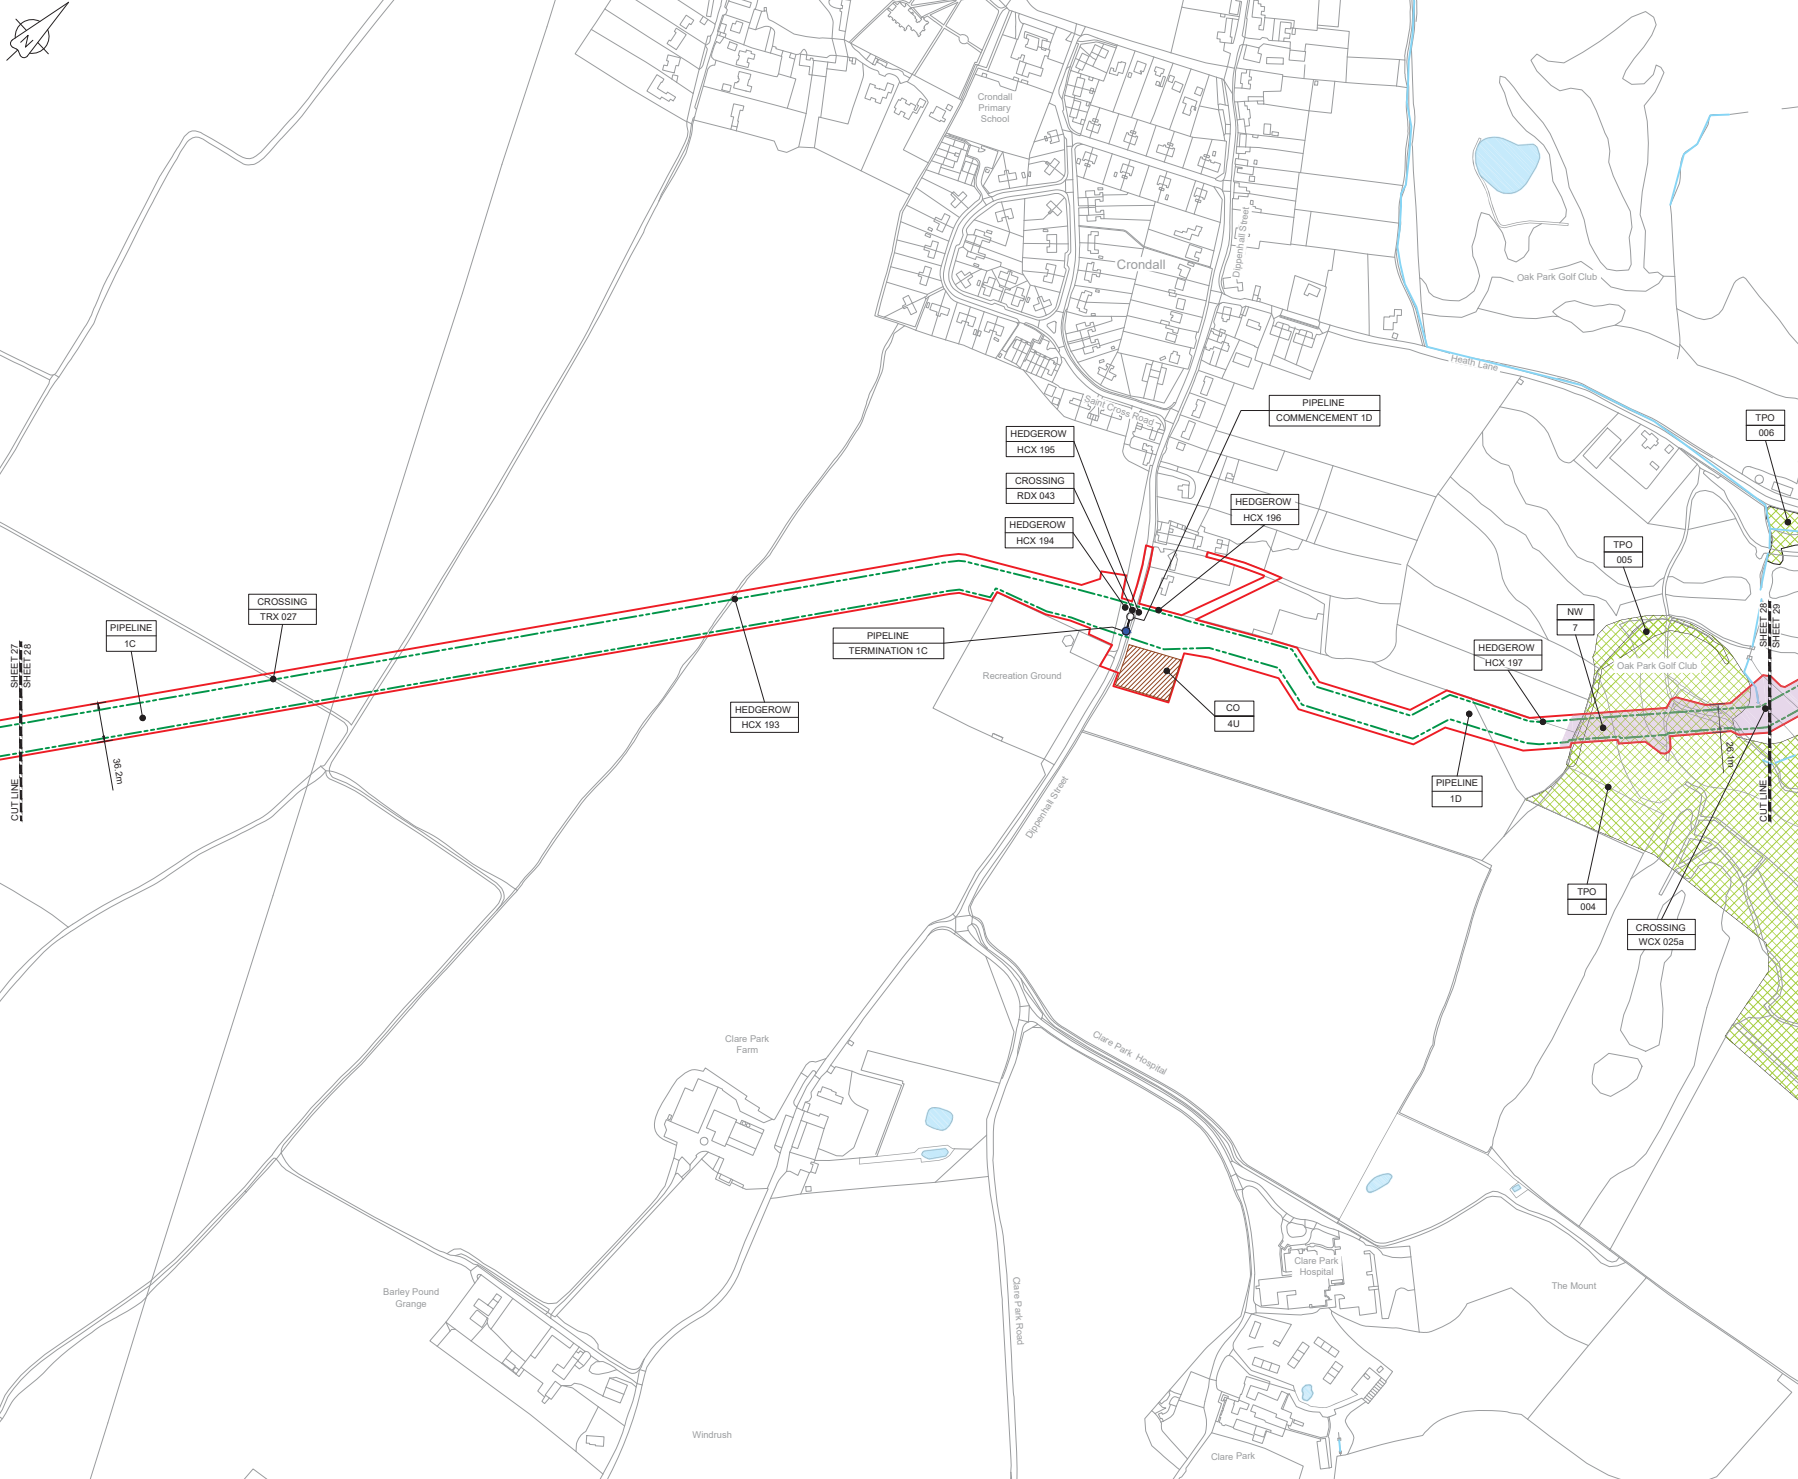 N
Crondall
Primary
School
Dippenhall Street
Crondall
Oak Park Golf Club
Heath Lane
Saint Cross Road
PIPELINE
COMMENCEMENT 1D
TPO
006
HEDGEROW
HCX 195
CROSSING
RDX 043
HEDGEROW
HCX 194
HEDGEROW
HCX 196
TPO
005
CROSSING
TRX 027
PIPELINE
1C
NW
7
PIPELINE
TERMINATION 1C
HEDGEROW
HCX 197
SHEET 27
SHEET 28
SHEET 28
SHEET 29
Oak Park Golf Club
Recreation Ground
HEDGEROW
HCX 193
CO
4U
36.2m
26.1m
PIPELINE
1D
CUT LINE
CUT LINE
Dippenhall Street
TPO
004
CROSSING
WCX 025a
Clare Park
Farm
Clare Park Hospital
Clare Park
Hospital
The Mount
Barley Pound
Grange
Clare Park Road
Windrush
Clare Park